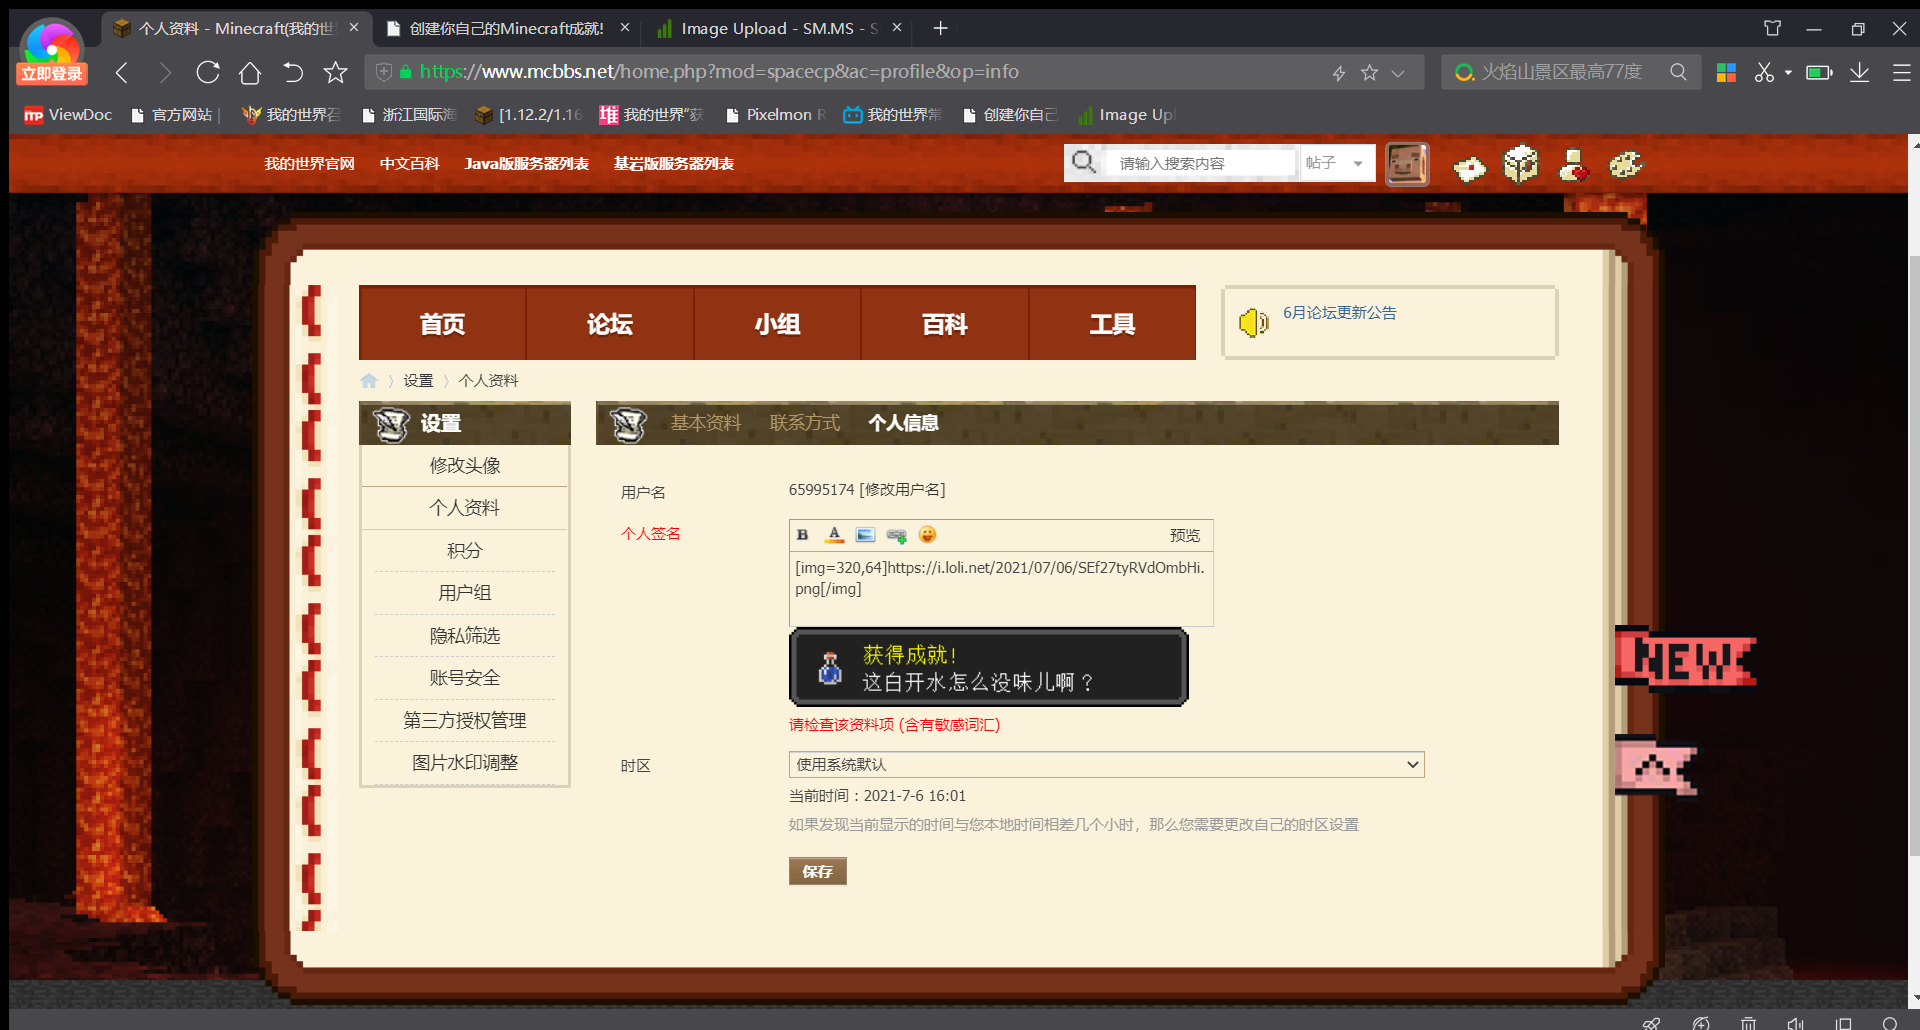 个人资料 - Minecraft(我的世
创建你自己的Minecraft成就!
Image Upload - SM.MS - S
立即登录
https://www.mcbbs.net/home.php?mod=spacecp&ac=profile&op=info
火焰山景区最高77度
ViewDoc
官方网站
我的世界召
浙江国际海
[1.12.2/1.16
我的世界“获
Pixelmon R
我的世界常
创建你自己
Image Upl
我的世界官网
中文百科
Java版服务器列表
基岩版服务器列表
请输入搜索内容
帖子
首页
论坛
小组
百科
工具
6月论坛更新公告
设置
个人资料
设置
修改头像
个人资料
积分
用户组
隐私筛选
账号安全
第三方授权管理
图片水印调整
基本资料
联系方式
个人信息
用户名
65995174 [修改用户名]
个人签名
B A
预览
[img=320,64]https://i.loli.net/2021/07/06/SEf27tyRVdOmbHi.
png[/img]
获得成就!
这白开水怎么没味儿啊？
请检查该资料项 (含有敏感词汇)
时区
使用系统默认
当前时间：2021-7-6 16:01
如果发现当前显示的时间与您本地时间相差几个小时，那么您需要更改自己的时区设置
保存
NEW